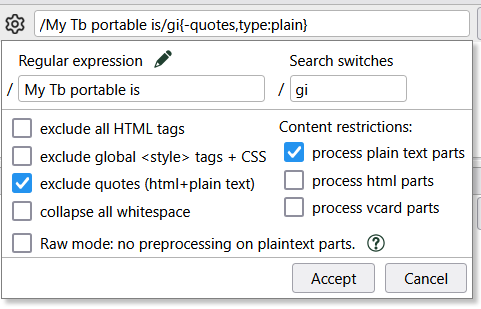 /My Tb portable is/gi{-quotes,type:plain}
Regular expression
Search switches
/ My Tb portable is / gi
exclude all HTML tags
Content restrictions:
exclude global <style> tags + CSS
process plain text parts
exclude quotes (html+plain text)
process html parts
collapse all whitespace
process vcard parts
Raw mode: no preprocessing on plaintext parts. ?
Accept
Cancel